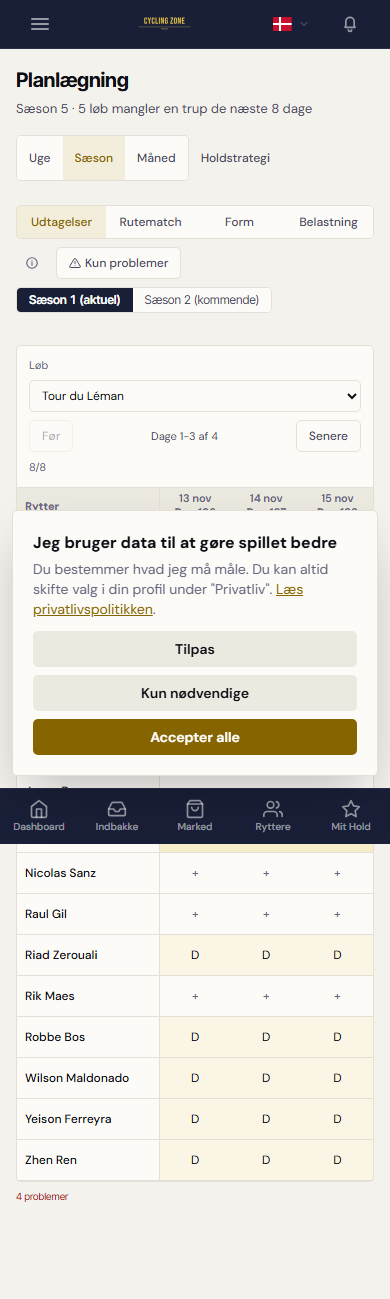 CYCLING ZONE
Planlægning
Sæson 5 · 5 løb mangler en trup de næste 8 dage
Uge Sæson Måned Holdstrategi
Udtagelser Rutematch Form Belastning
Kun problemer
Sæson 1 (aktuel) Sæson 2 (kommende)
Løb
Tour du Léman
Før Dage 1-3 af 4 Senere
8/8
Rytter 13 nov 14 nov 15 nov
Jeg bruger data til at gøre spillet bedre
Du bestemmer hvad jeg må måle. Du kan altid
skifte valg i din profil under "Privatliv". Læs
privatlivspolitikken.
Tilpas
Kun nødvendige
Accepter alle
Dashboard Indbakke Marked Ryttere Mit Hold
Nicolas Sanz + + +
Raul Gil + + +
Riad Zerouali D D D
Rik Maes + + +
Robbe Bos D D D
Wilson Maldonado D D D
Yeison Ferreyra D D D
Zhen Ren D D D
4 problemer